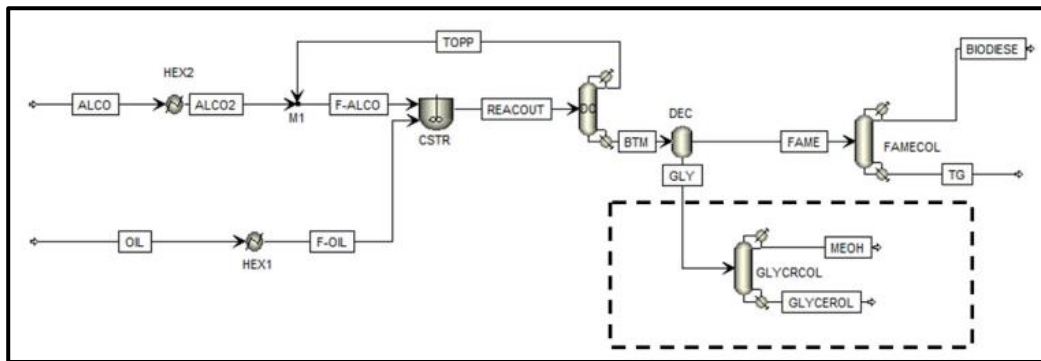 TOPP
BIODIESE
HEX2
ALCO
ALCO2
M1
F-ALCO
CSTR
REACOUT
DC
BTM
DEC
FAME
FAMECOL
TG
GLY
OIL
HEX1
F-OIL
MEOH
GLYCRCOL
GLYCEROL